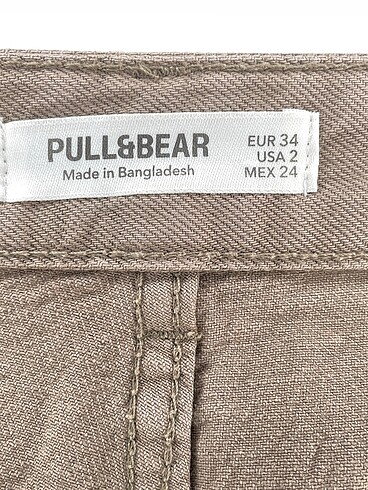 PULL&BEAR
Made in Bangladesh
EUR 34
USA 2
MEX 24